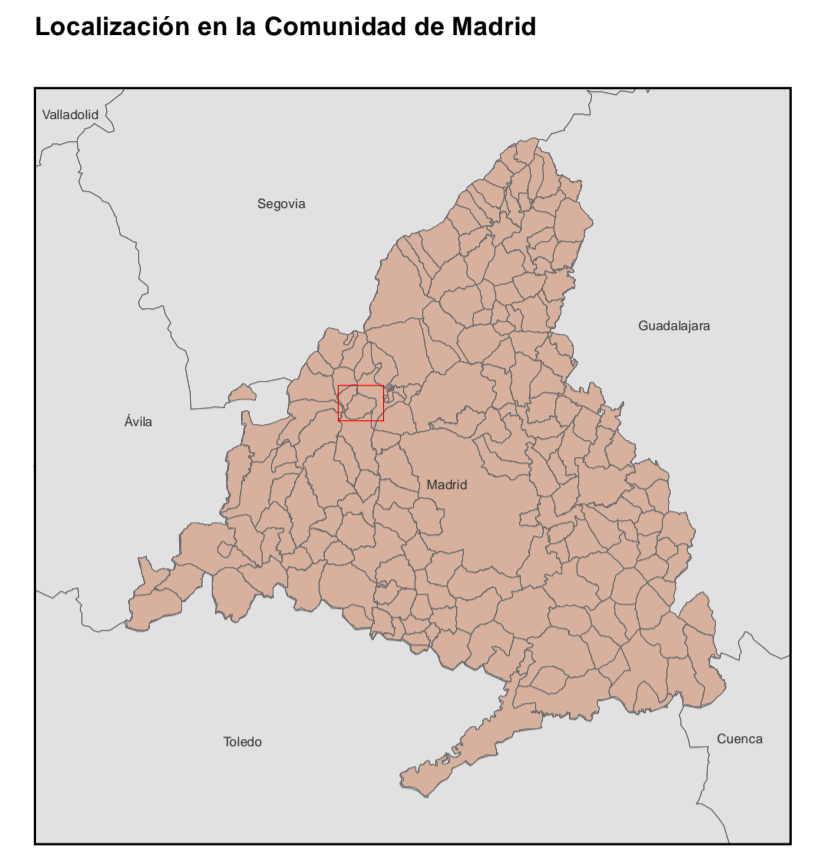 Localización en la Comunidad de Madrid
Valladolid
Segovia
Guadalajara
Ávila
Madrid
Toledo
Cuenca